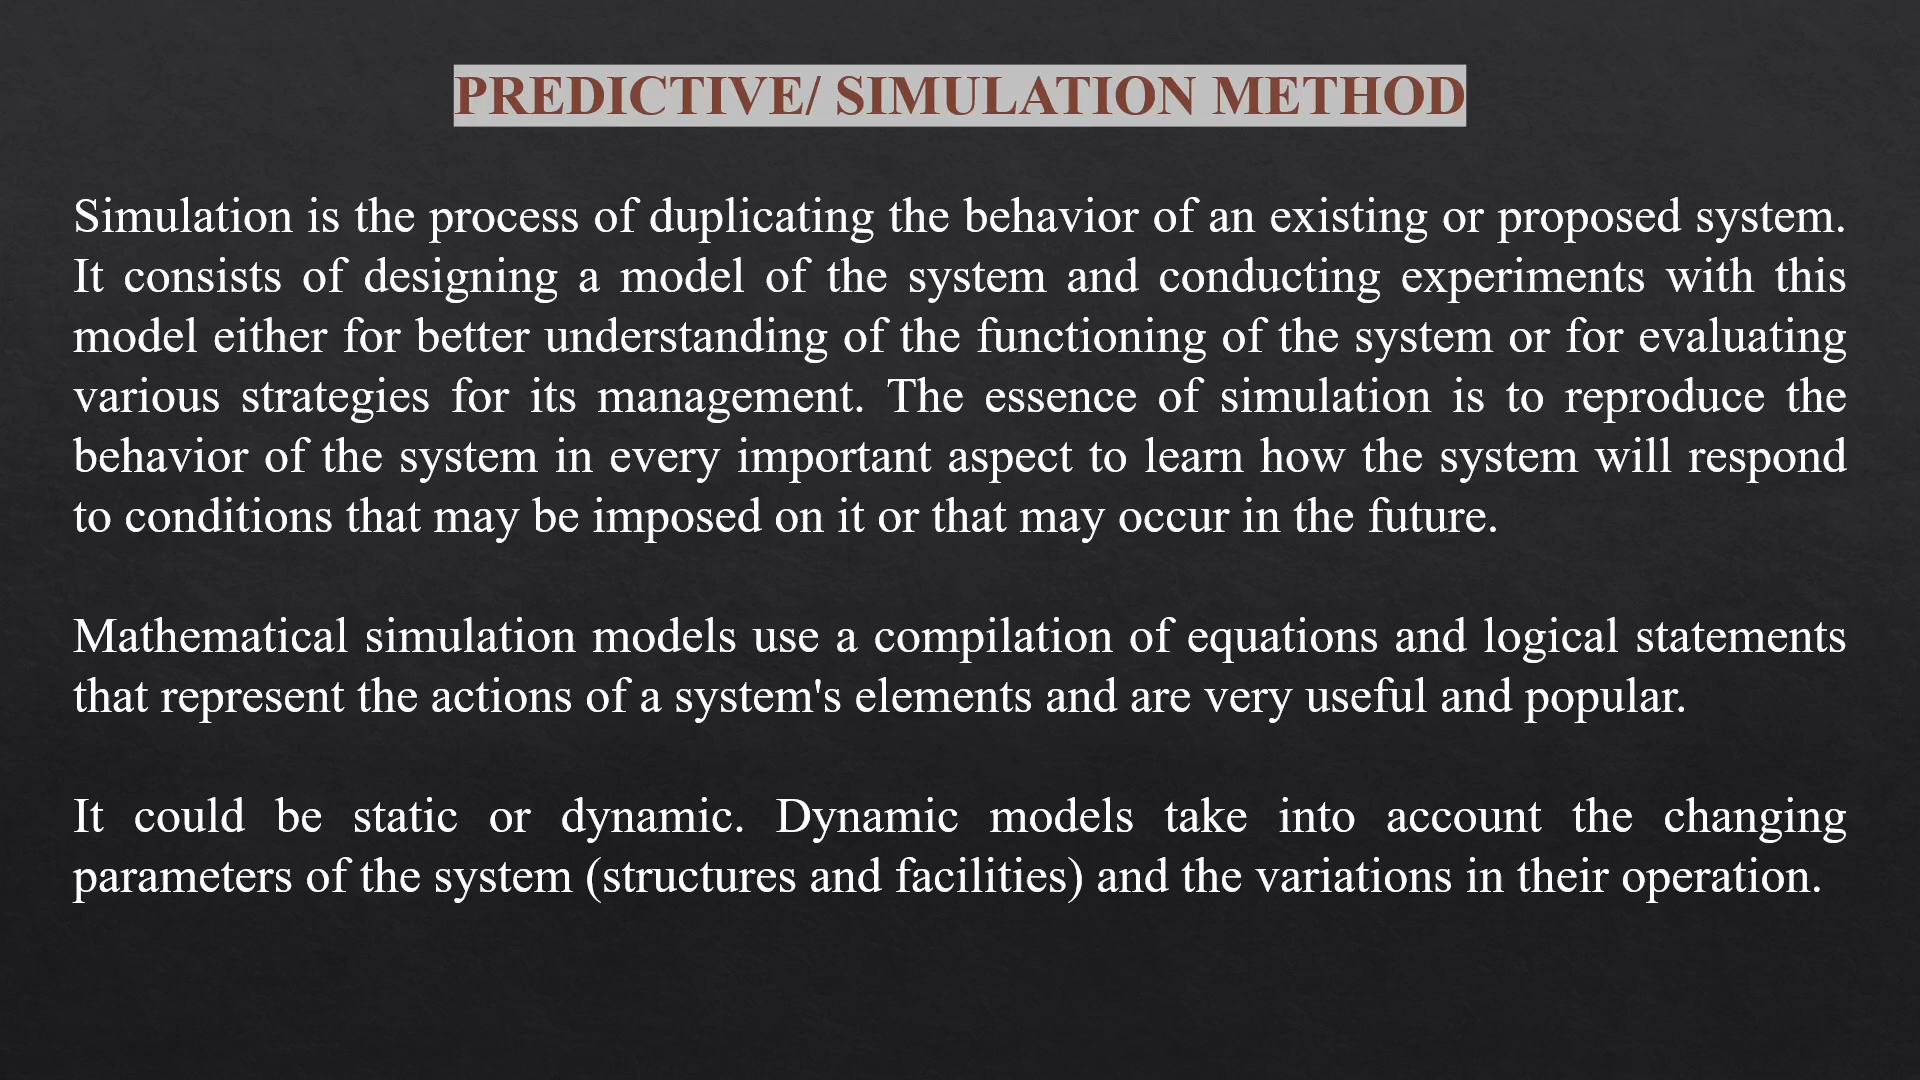 PREDICTIVE/ SIMULATION METHOD
Simulation is the process of duplicating the behavior of an existing or proposed system.
It consists of designing a model of the system and conducting experiments with this
model either for better understanding of the functioning of the system or for evaluating
various strategies for its management. The essence of simulation is to reproduce the
behavior of the system in every important aspect to learn how the system will respond
to conditions that may be imposed on it or that may occur in the future.
Mathematical simulation models use a compilation of equations and logical statements
that represent the actions of a system's elements and are very useful and popular.
It could be static or dynamic. Dynamic models take into account the changing
parameters of the system (structures and facilities) and the variations in their operation.